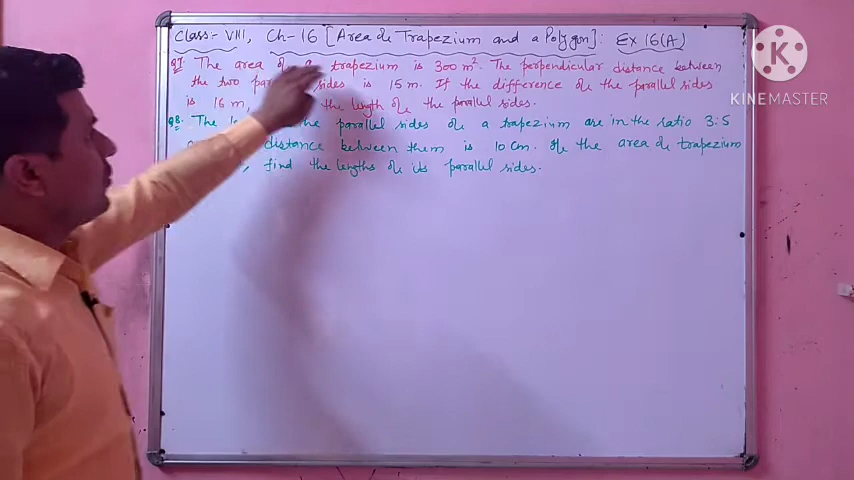 Class:- VIII, Ch-16 [Area of Trapezium and a Polygon]: Ex 16(A)
Q7 The area of a trapezium is 300 m². The perpendicular distance between
the two sides is 15 m. If the difference of the parallel sides
is 16 m, the length of the parallel sides.
Q8. The the parallel sides of a trapezium are in the ratio 3:5
distance between them is 10 cm. If the area of trapezium
, find the lengths of its parallel sides.
K
KINEMASTER